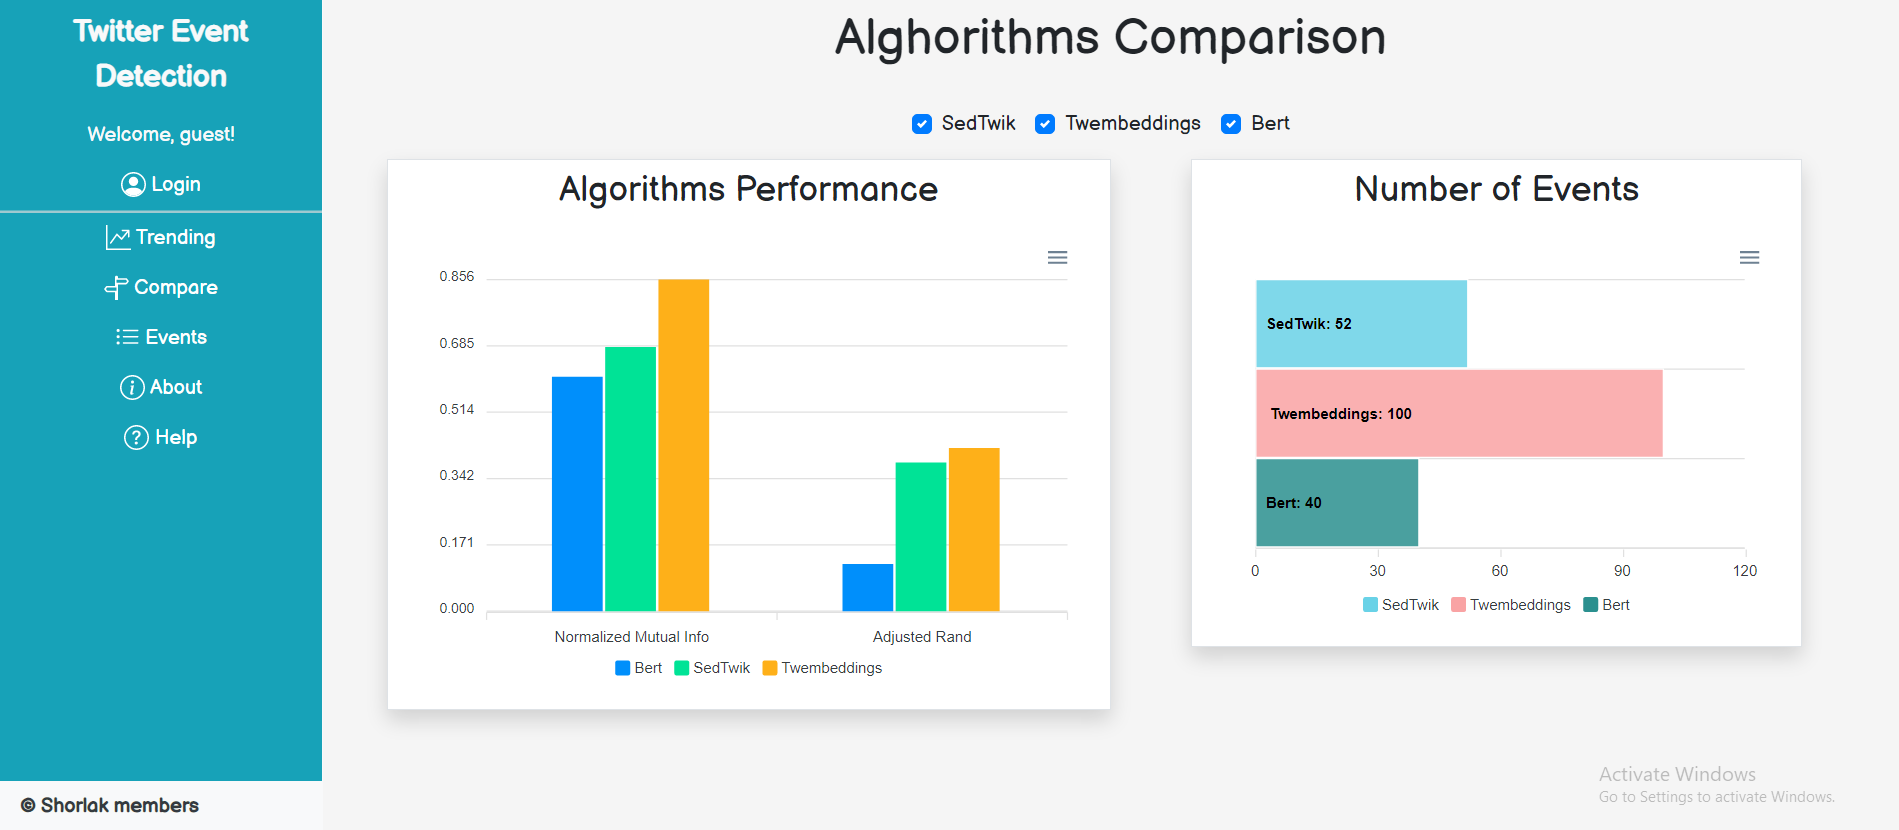 Twitter Event
Detection
Welcome, guest!
Login
Trending
Compare
Events
About
Help
© Shorlak members
Alghorithms Comparison
SedTwik Twembeddings Bert
Algorithms Performance
0.856
0.685
0.514
0.342
0.171
0.000
Normalized Mutual Info Adjusted Rand
Bert SedTwik Twembeddings
Number of Events
SedTwik: 52
Twembeddings: 100
Bert: 40
0 30 60 90 120
SedTwik Twembeddings Bert
Activate Windows
Go to Settings to activate Windows.